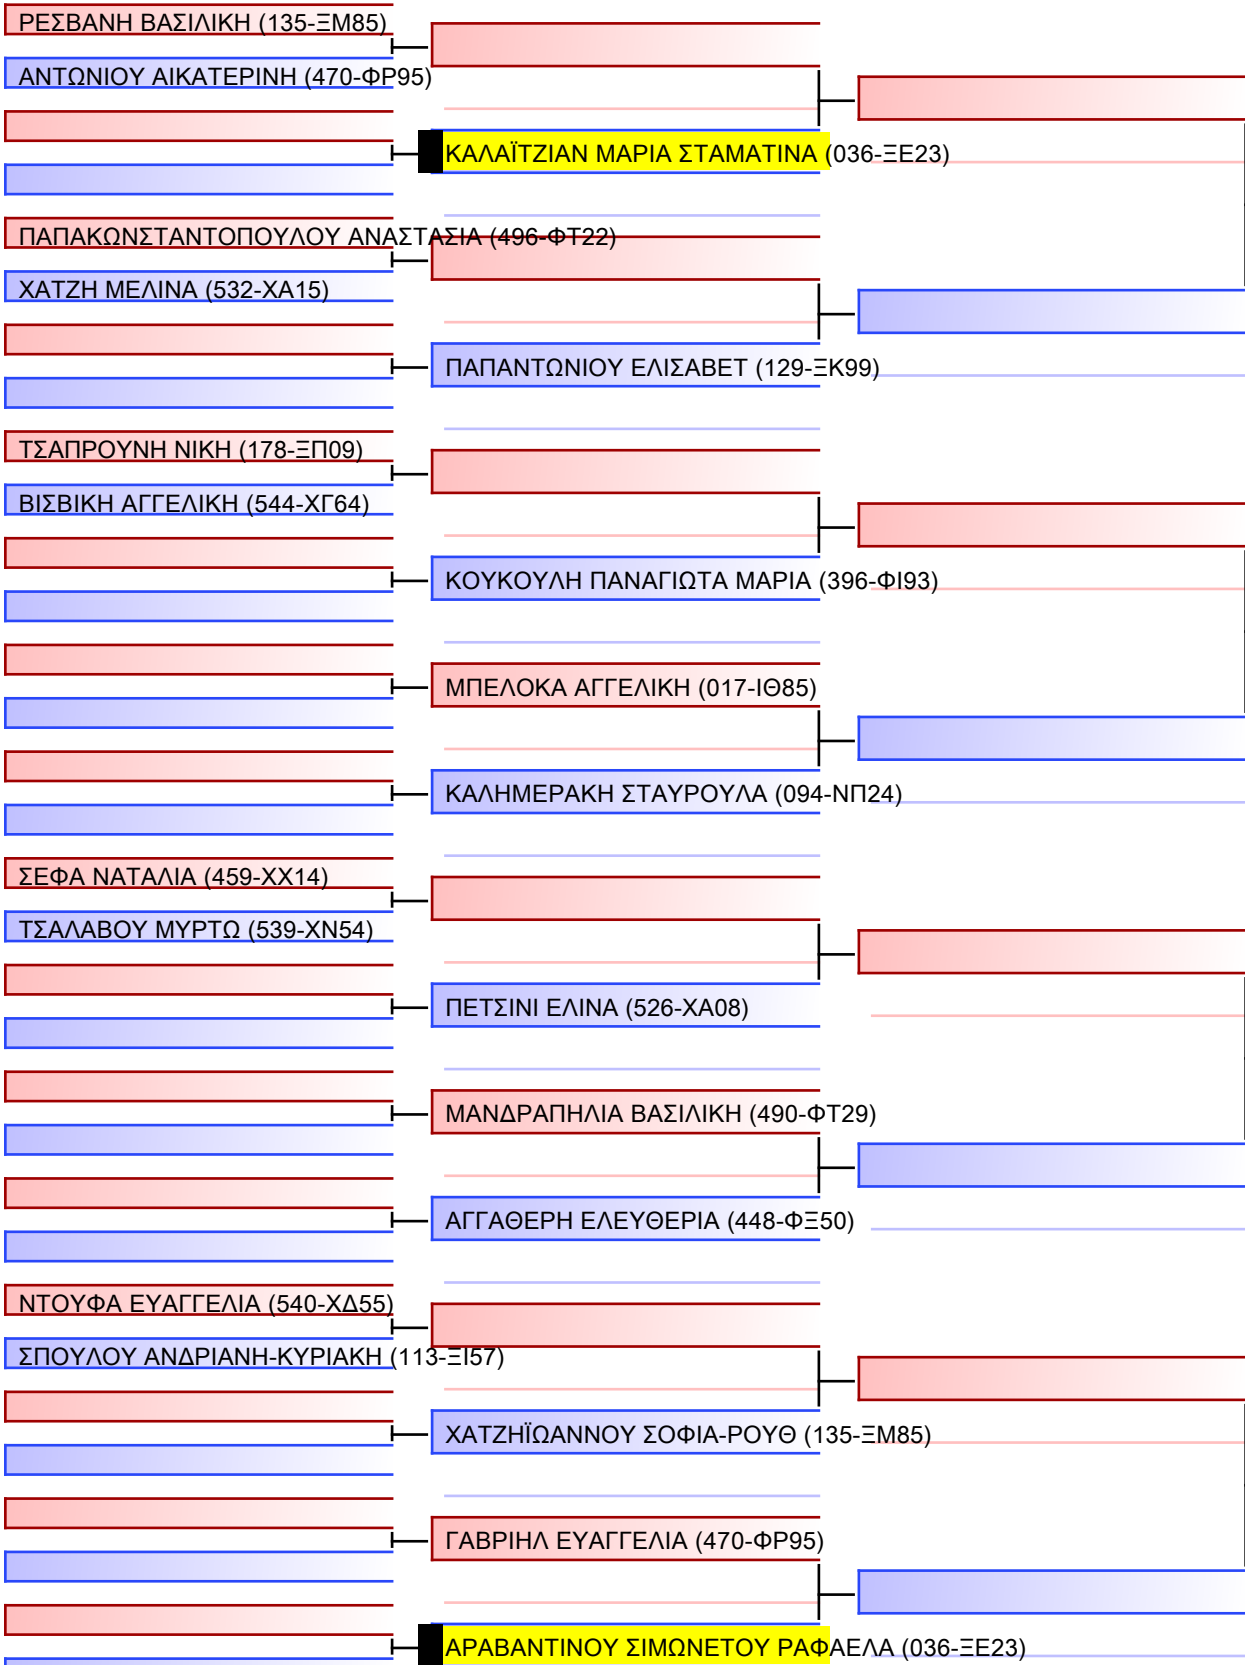 ΡΕΣΒΑΝΗ ΒΑΣΙΛΙΚΗ (135-ΞΜ85)
ΑΝΤΩΝΙΟΥ ΑΙΚΑΤΕΡΙΝΗ (470-ΦΡ95)
ΚΑΛΑΪΤΖΙΑΝ ΜΑΡΙΑ ΣΤΑΜΑΤΙΝΑ (036-ΞΕ23)
ΠΑΠΑΚΩΝΣΤΑΝΤΟΠΟΥΛΟΥ ΑΝΑΣΤΑΣΙΑ (496-ΦΤ22)
ΧΑΤΖΗ ΜΕΛΙΝΑ (532-ΧΑ15)
ΠΑΠΑΝΤΩΝΙΟΥ ΕΛΙΣΑΒΕΤ (129-ΞΚ99)
ΤΣΑΠΡΟΥΝΗ ΝΙΚΗ (178-ΞΠ09)
ΒΙΣΒΙΚΗ ΑΓΓΕΛΙΚΗ (544-ΧΓ64)
ΚΟΥΚΟΥΛΗ ΠΑΝΑΓΙΩΤΑ ΜΑΡΙΑ (396-ΦΙ93)
ΜΠΕΛΟΚΑ ΑΓΓΕΛΙΚΗ (017-ΙΘ85)
ΚΑΛΗΜΕΡΑΚΗ ΣΤΑΥΡΟΥΛΑ (094-ΝΠ24)
ΣΕΦΑ ΝΑΤΑΛΙΑ (459-ΧΧ14)
ΤΣΑΛΑΒΟΥ ΜΥΡΤΩ (539-ΧΝ54)
ΠΕΤΣΙΝΙ ΕΛΙΝΑ (526-ΧΑ08)
ΜΑΝΔΡΑΠΗΛΙΑ ΒΑΣΙΛΙΚΗ (490-ΦΤ29)
ΑΓΓΑΘΕΡΗ ΕΛΕΥΘΕΡΙΑ (448-ΦΞ50)
ΝΤΟΥΦΑ ΕΥΑΓΓΕΛΙΑ (540-ΧΔ55)
ΣΠΟΥΛΟΥ ΑΝΔΡΙΑΝΗ-ΚΥΡΙΑΚΗ (113-ΞΙ57)
ΧΑΤΖΗΪΩΑΝΝΟΥ ΣΟΦΙΑ-ΡΟΥΘ (135-ΞΜ85)
ΓΑΒΡΙΗΛ ΕΥΑΓΓΕΛΙΑ (470-ΦΡ95)
ΑΡΑΒΑΝΤΙΝΟΥ ΣΙΜΩΝΕΤΟΥ ΡΑΦΑΕΛΑ (036-ΞΕ23)